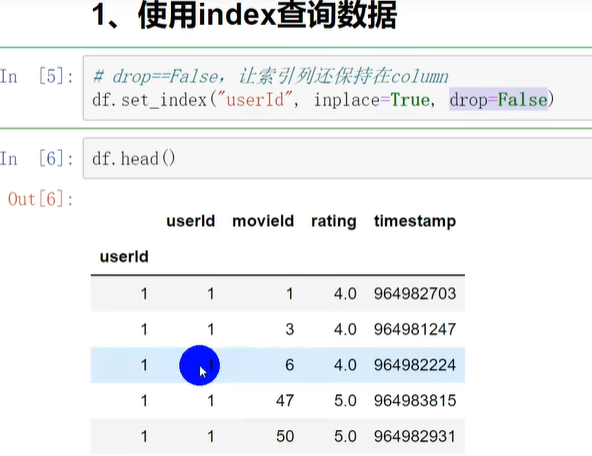 1、使用index查询数据
In [5]: # drop==False，让索引列还保持在column
df.set_index("userId", inplace=True, drop=False)
In [6]: df.head()
Out[6]:
userId movieId rating timestamp
userId
1 1 1 4.0 964982703
1 1 3 4.0 964981247
1 6 4.0 964982224
1 1 47 5.0 964983815
1 1 50 5.0 964982931